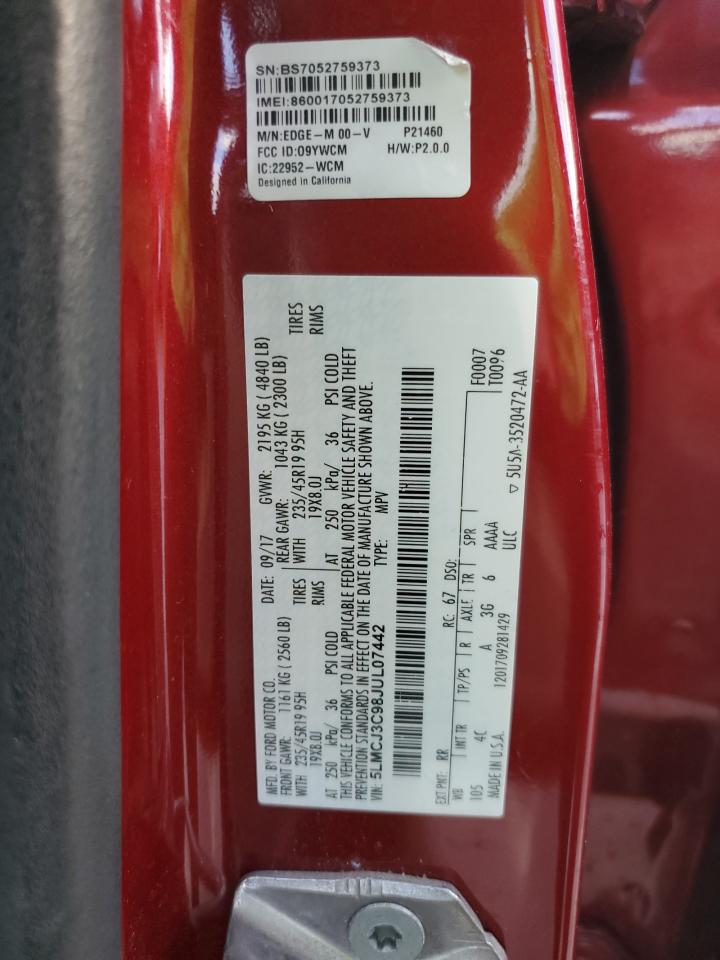 SN:BS7052759373
IMEI:860017052759373
M/N:EDGE-M 00-V P21460
FCC ID:O9YWCM H/W:P2.0.0
IC:22952-WCM
Designed in California
MFD. BY FORD MOTOR CO. DATE: 09/17 GVWR: 2195 KG ( 4840 LB)
FRONT GAWR: 1161 KG ( 2560 LB) REAR GAWR: 1043 KG ( 2300 LB)
WITH 235/45R19 95H TIRES WITH 235/45R19 95H TIRES
19X8.0J RIMS 19X8.0J RIMS
AT 250 kPa/ 36 PSI COLD AT 250 kPa/ 36 PSI COLD
THIS VEHICLE CONFORMS TO ALL APPLICABLE FEDERAL MOTOR VEHICLE SAFETY AND THEFT
PREVENTION STANDARDS IN EFFECT ON THE DATE OF MANUFACTURE SHOWN ABOVE.
VIN: 5LMCJ3C98JUL07442 TYPE: MPV
EXT PNT: RR RC: 67 DSO: F0007
WB INT TR TP/PS R AXLE TR SPR T0096
105 4C A 3G 6 AAAA
MADE IN U.S.A. 1201709281429 ULC ▽ 5U5A-3520472-AA